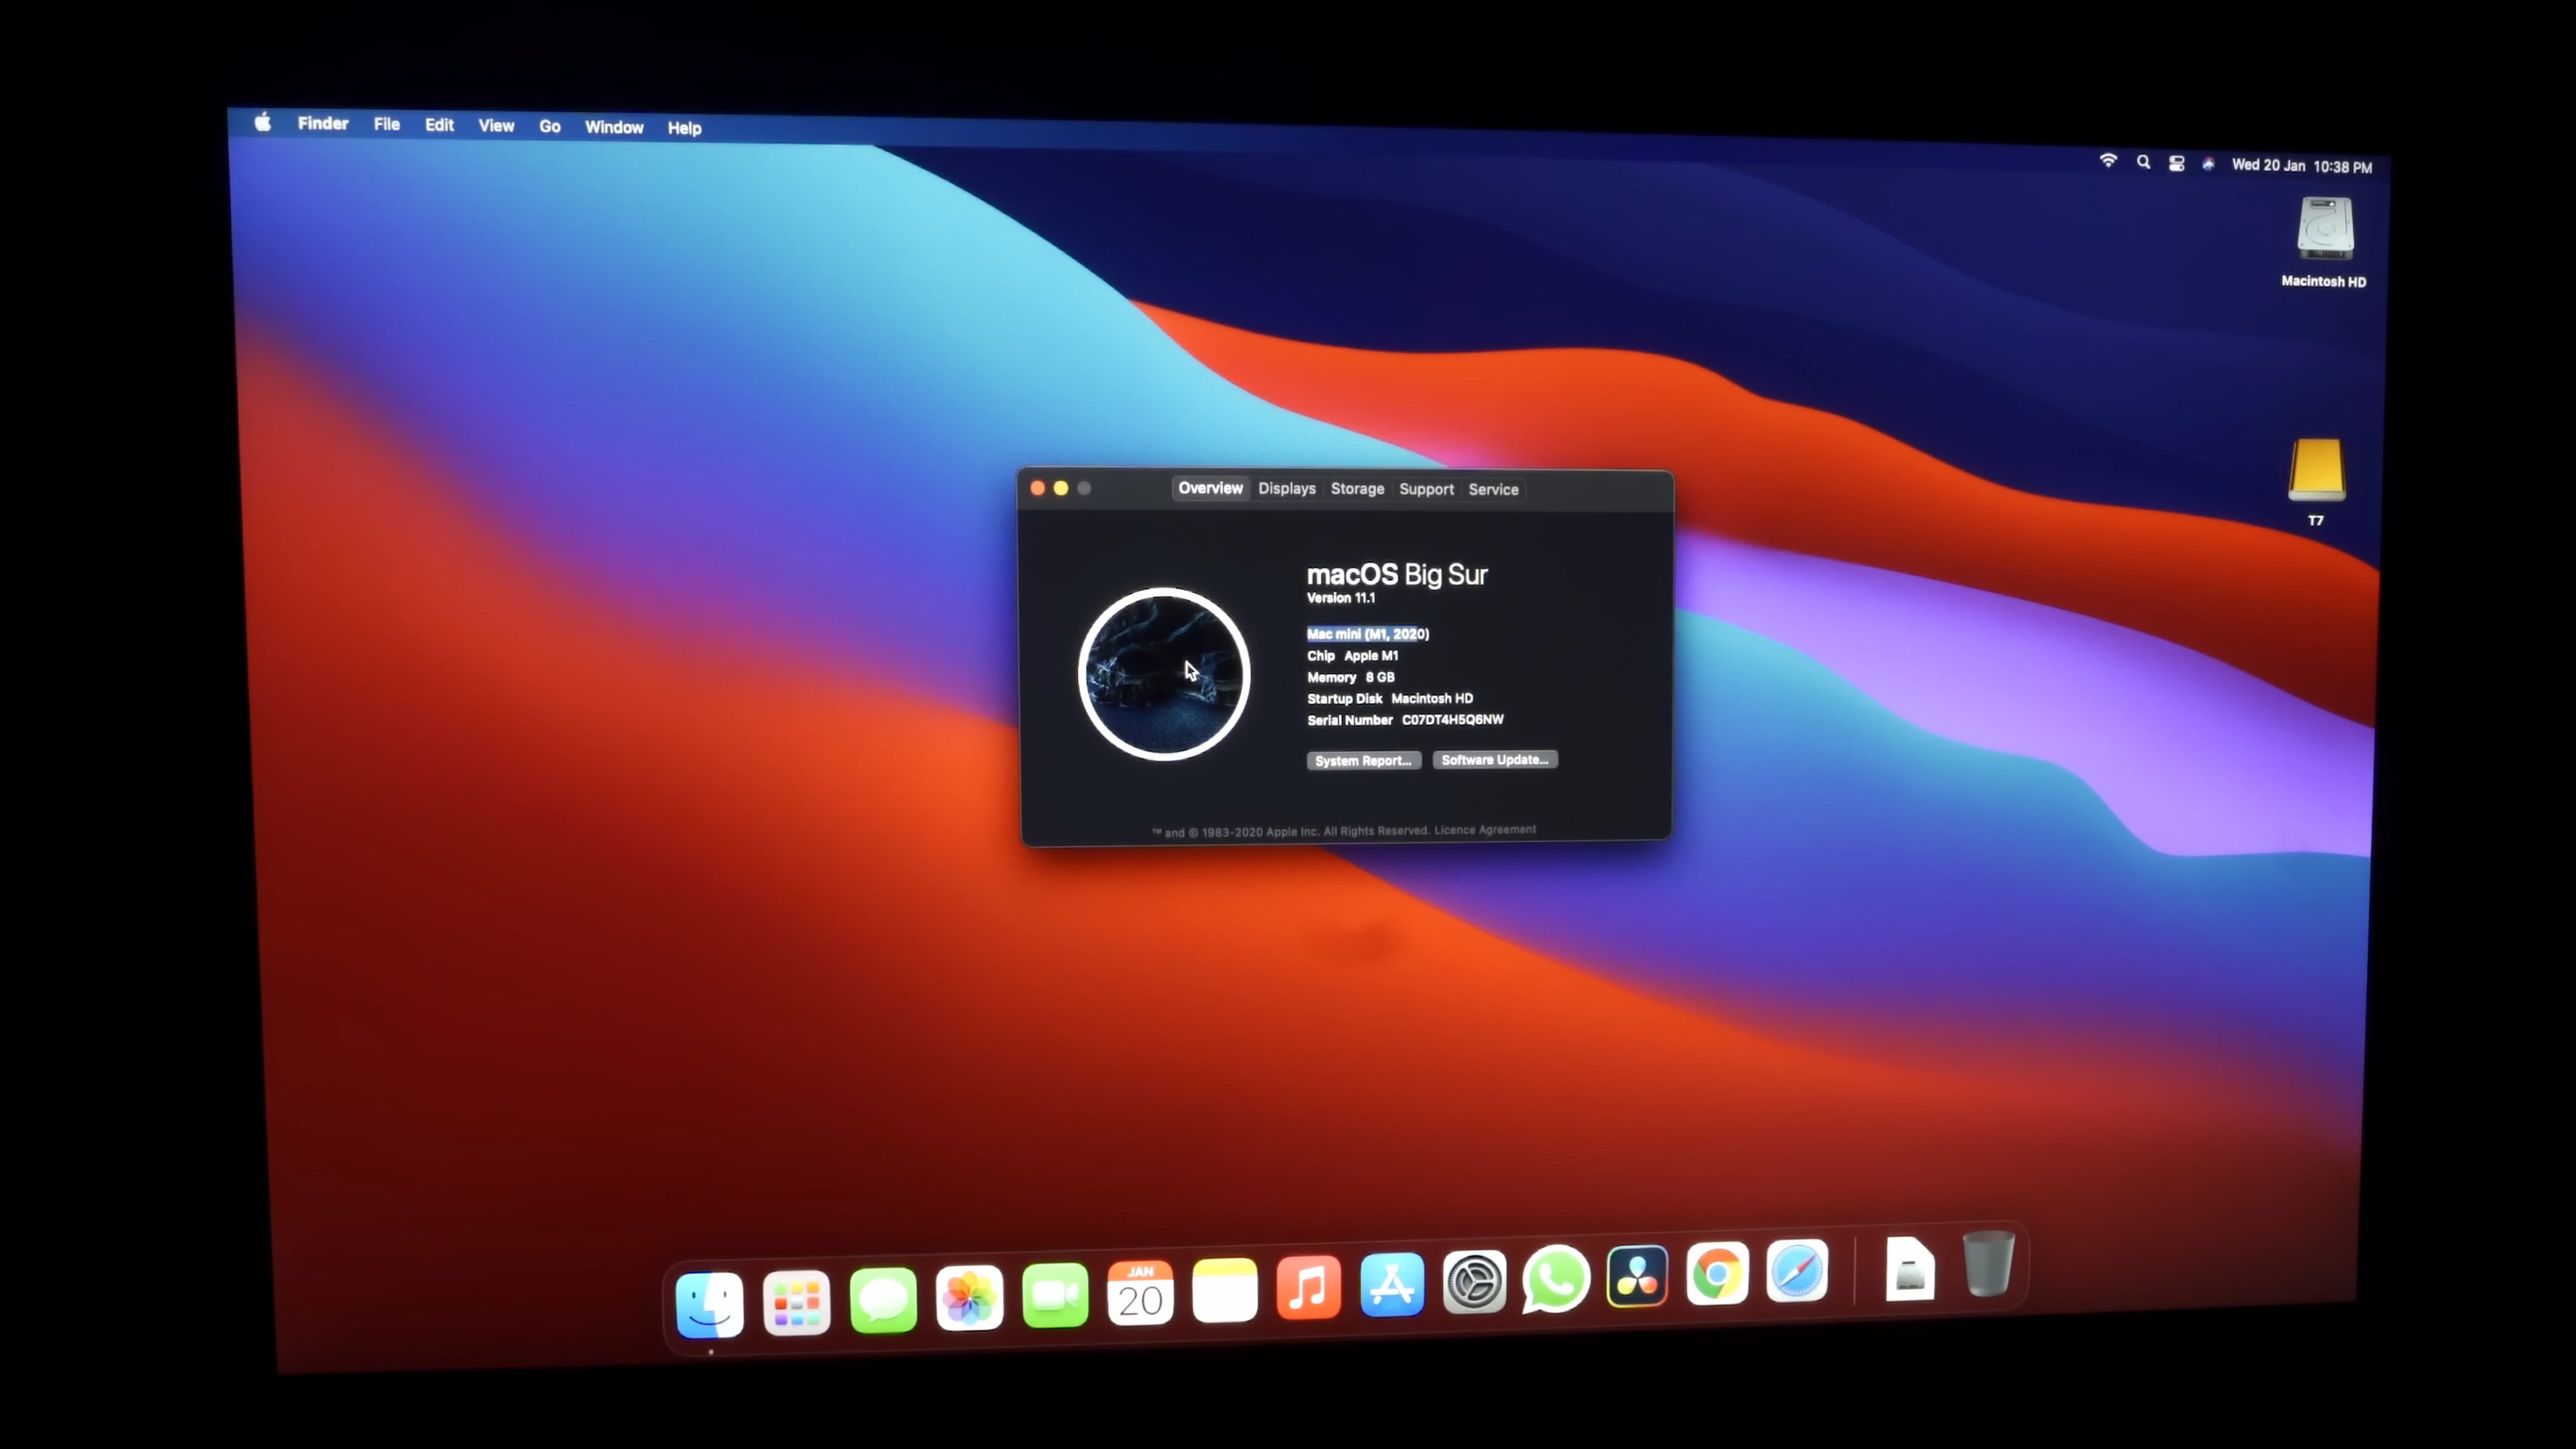 Finder File Edit View Go Window Help
Wed 20 Jan 10:38 PM
Macintosh HD
T7
Overview Displays Storage Support Service
macOS Big Sur
Version 11.1
Mac mini (M1, 2020)
Chip Apple M1
Memory 8 GB
Startup Disk Macintosh HD
Serial Number C07DT4H5Q6NW
System Report... Software Update...
™ and © 1983-2020 Apple Inc. All Rights Reserved. Licence Agreement
JAN
20